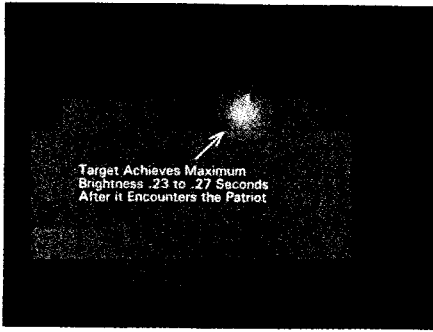 Target Achieves Maximum
Brightness .23 to .27 Seconds
After it Encounters the Patriot